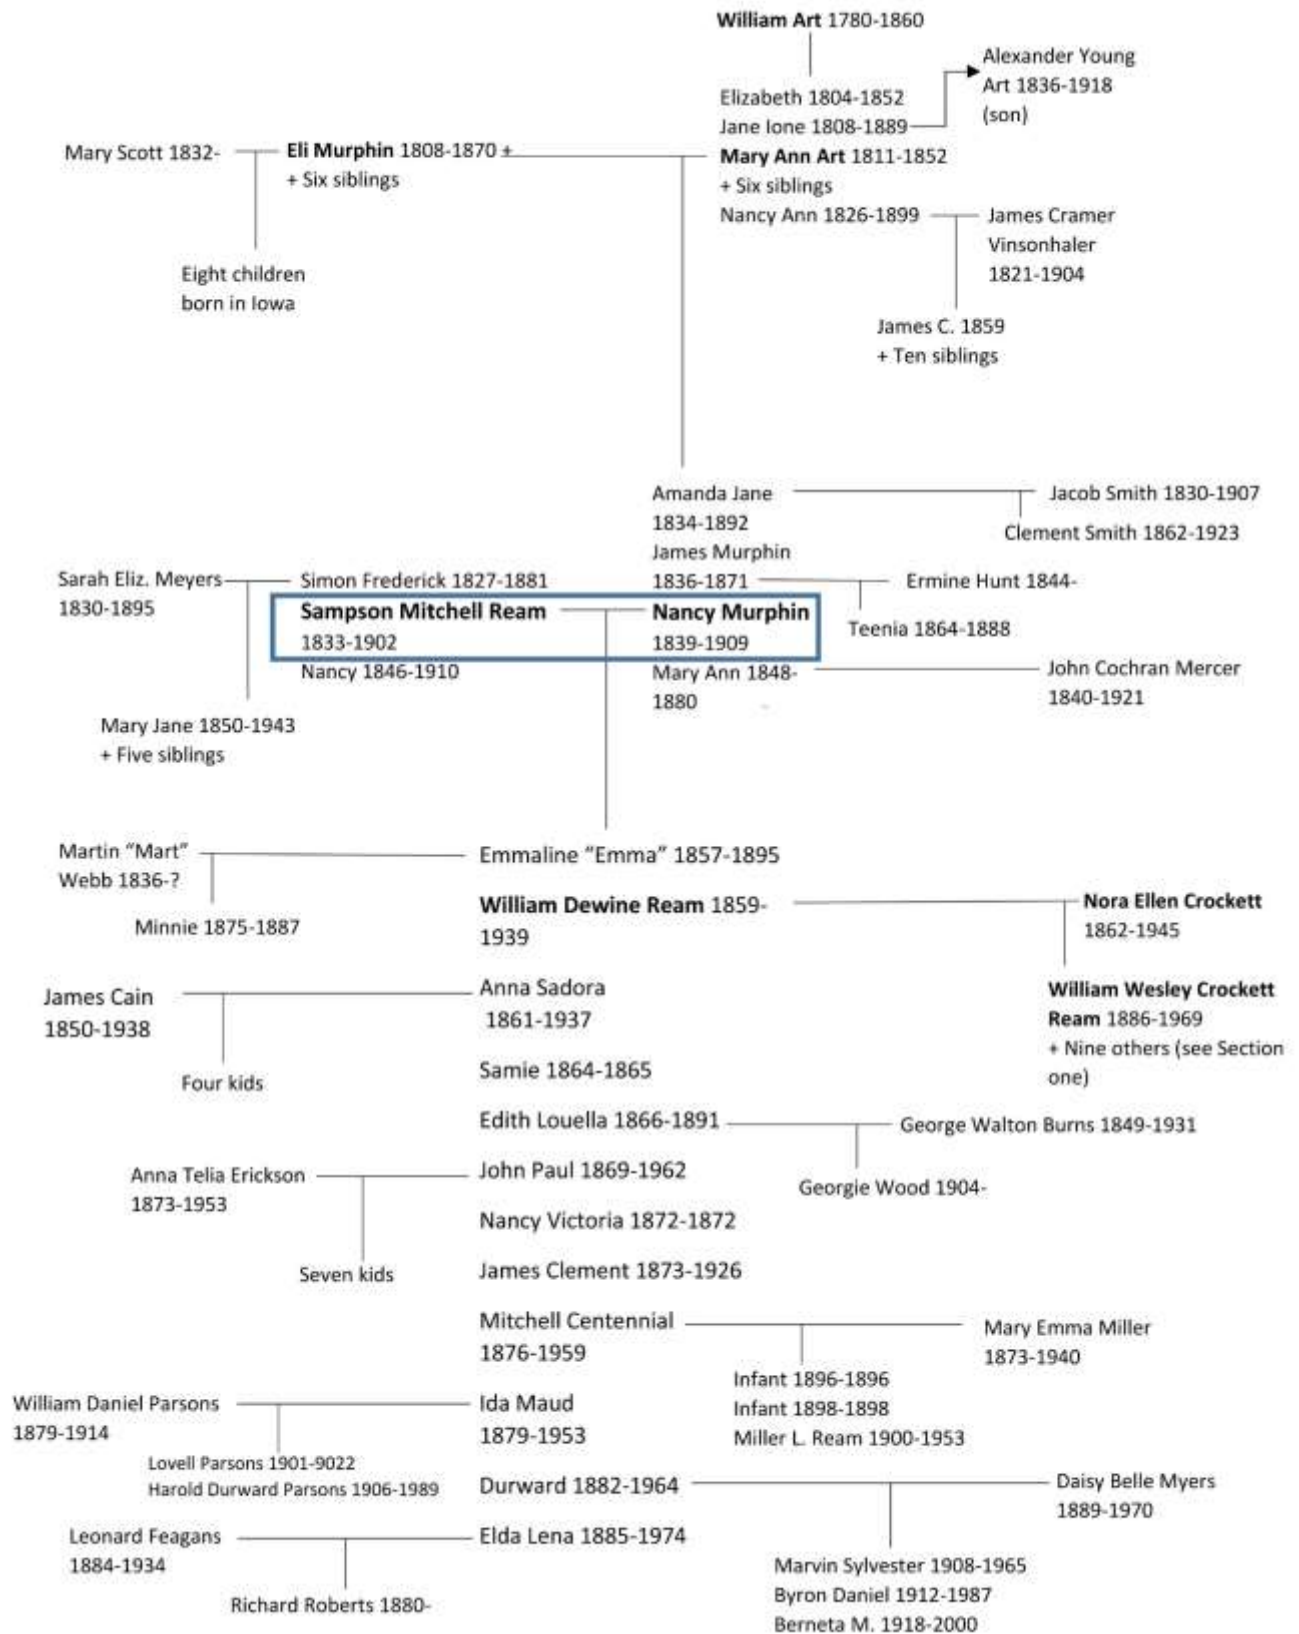 William Art 1780-1860
Alexander Young
Art 1836-1918
(son)
Elizabeth 1804-1852
Jane Ione 1808-1889
Mary Scott 1832-
Eli Murphin 1808-1870 +
+ Six siblings
Mary Ann Art 1811-1852
+ Six siblings
Nancy Ann 1826-1899
James Cramer
Vinsonhaler
1821-1904
Eight children
born in Iowa
James C. 1859
+ Ten siblings
Amanda Jane
1834-1892
Jacob Smith 1830-1907
Clement Smith 1862-1923
James Murphin
1836-1871
Ermine Hunt 1844-
Teenia 1864-1888
Sarah Eliz. Meyers
1830-1895
Simon Frederick 1827-1881
Sampson Mitchell Ream
1833-1902
Nancy Murphin
1839-1909
Nancy 1846-1910
Mary Ann 1848-
1880
John Cochran Mercer
1840-1921
Mary Jane 1850-1943
+ Five siblings
Martin “Mart”
Webb 1836-?
Emmaline “Emma” 1857-1895
Minnie 1875-1887
William Dewine Ream 1859-
1939
Nora Ellen Crockett
1862-1945
William Wesley Crockett
Ream 1886-1969
+ Nine others (see Section
one)
James Cain
1850-1938
Anna Sadora
1861-1937
Four kids
Samie 1864-1865
Edith Louella 1866-1891
George Walton Burns 1849-1931
Georgie Wood 1904-
Anna Telia Erickson
1873-1953
John Paul 1869-1962
Seven kids
Nancy Victoria 1872-1872
James Clement 1873-1926
Mitchell Centennial
1876-1959
Mary Emma Miller
1873-1940
Infant 1896-1896
Infant 1898-1898
Miller L. Ream 1900-1953
William Daniel Parsons
1879-1914
Ida Maud
1879-1953
Lovell Parsons 1901-9022
Harold Durward Parsons 1906-1989
Durward 1882-1964
Daisy Belle Myers
1889-1970
Leonard Feagans
1884-1934
Elda Lena 1885-1974
Richard Roberts 1880-
Marvin Sylvester 1908-1965
Byron Daniel 1912-1987
Berneta M. 1918-2000